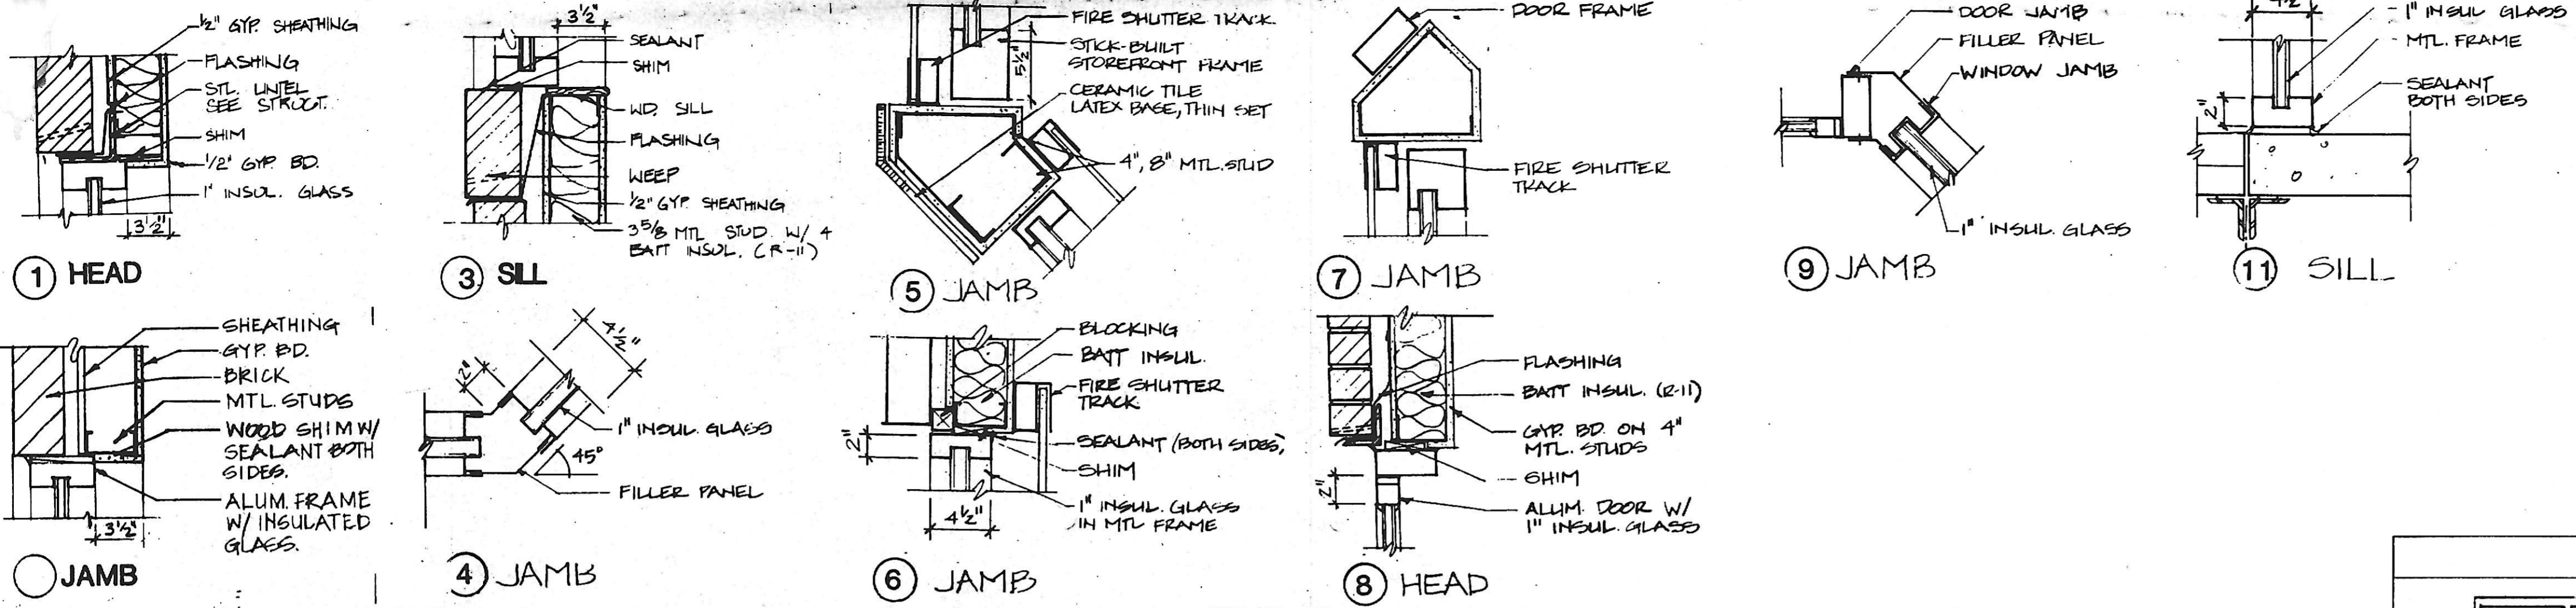 1/2" GYP. SHEATHING
FLASHING
STL. LINTEL
SEE STRUCT.
SHIM
1/2" GYP. BD.
1" INSUL. GLASS
3 1/2"
1 HEAD
3 1/2"
SEALANT
SHIM
WD. SILL
FLASHING
WEEP
1/2" GYP. SHEATHING
3 5/8 MTL STUD W/ 4
BATT INSUL. (R-11)
3 SILL
FIRE SHUTTER TRACK
STICK-BUILT
STOREFRONT FRAME
5 1/2"
CERAMIC TILE
LATEX BASE, THIN SET
4", 8" MTL. STUD
5 JAMB
DOOR FRAME
FIRE SHUTTER
TRACK
7 JAMB
DOOR JAMB
FILLER PANEL
WINDOW JAMB
1" INSUL. GLASS
9 JAMB
1" INSUL GLASS
MTL. FRAME
SEALANT
BOTH SIDES
2"
11 SILL
SHEATHING
GYP. BD.
BRICK
MTL. STUDS
WOOD SHIM W/
SEALANT BOTH
SIDES.
ALUM. FRAME
W/ INSULATED
GLASS.
3 1/2"
JAMB
4 1/2"
1" INSUL. GLASS
45°
FILLER PANEL
4 JAMB
BLOCKING
BATT INSUL.
FIRE SHUTTER
TRACK
2"
SEALANT (BOTH SIDES)
SHIM
1" INSUL. GLASS
IN MTL FRAME
4 1/2"
6 JAMB
FLASHING
BATT INSUL. (R-11)
GYP. BD. ON 4"
MTL. STUDS
SHIM
2"
ALUM. DOOR W/
1" INSUL. GLASS
8 HEAD